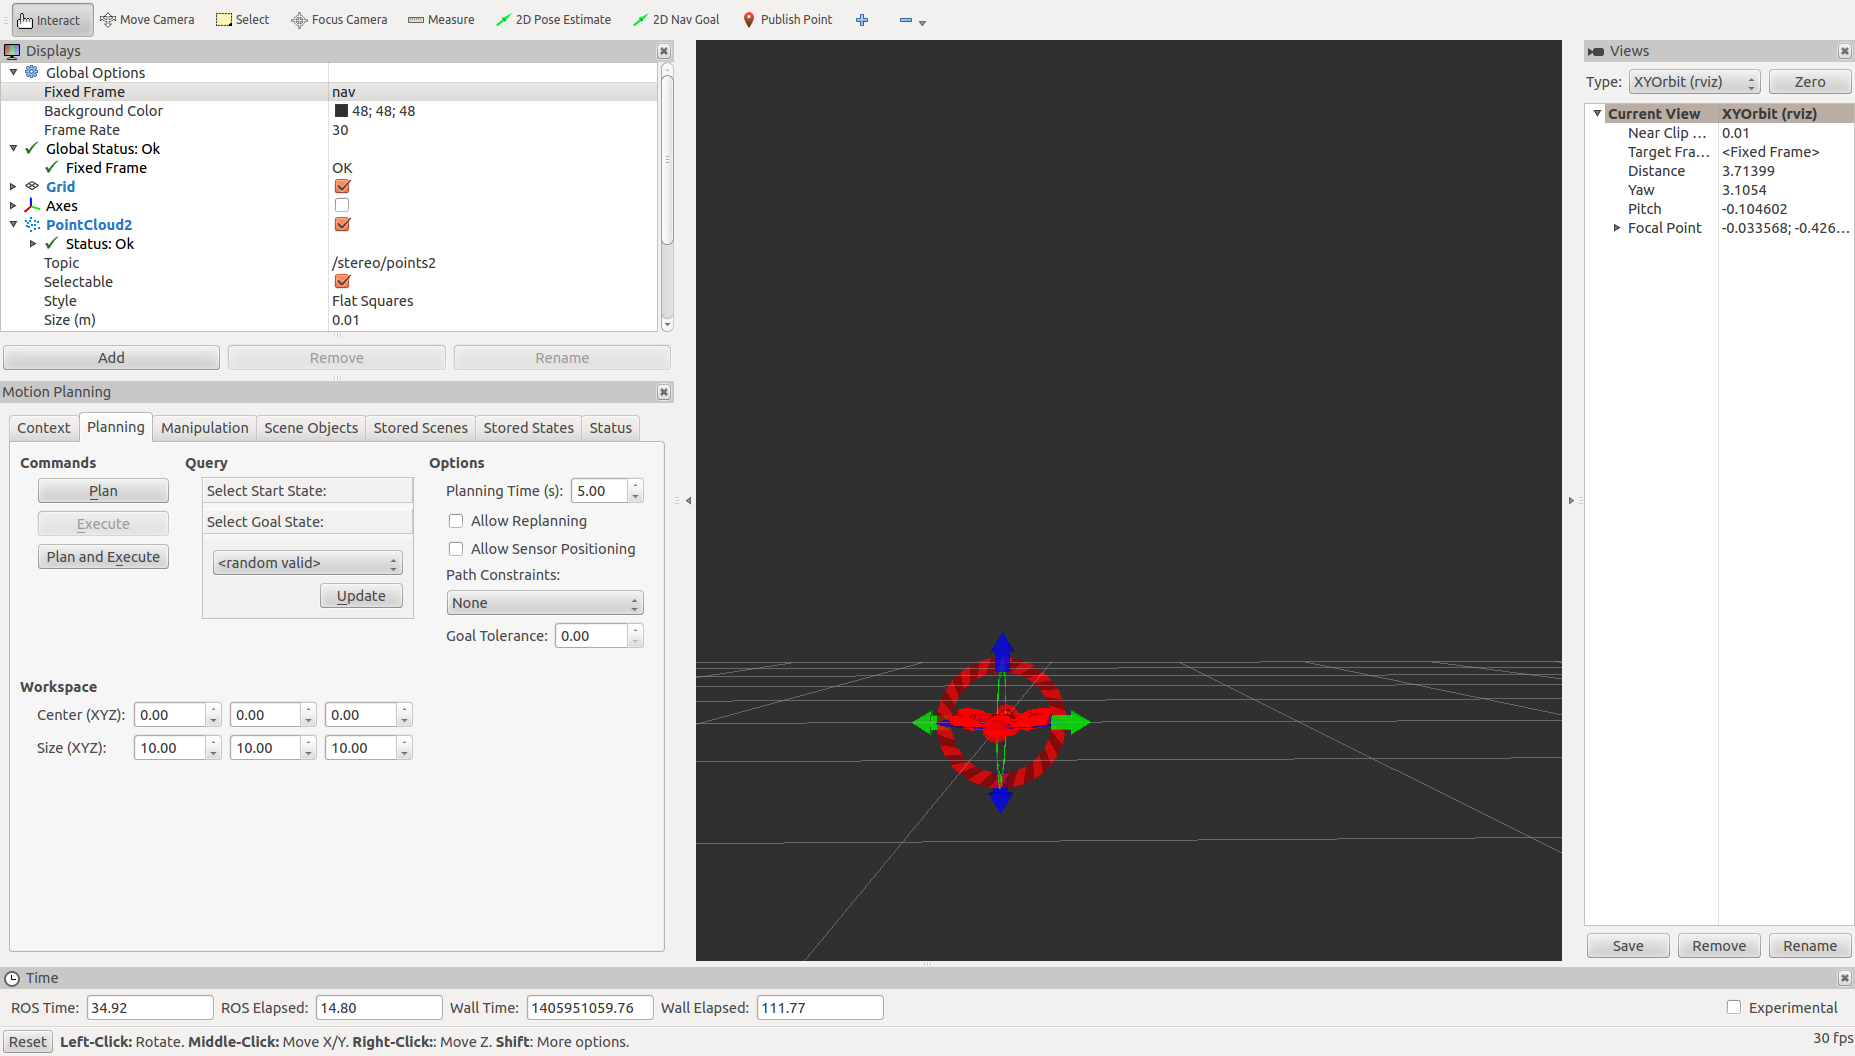 Interact Move Camera Select Focus Camera Measure 2D Pose Estimate 2D Nav Goal Publish Point
Displays
Global Options
Fixed Frame nav
Background Color 48; 48; 48
Frame Rate 30
Global Status: Ok
Fixed Frame OK
Grid
Axes
PointCloud2
Status: Ok
Topic /stereo/points2
Selectable
Style Flat Squares
Size (m) 0.01
Add Remove Rename
Motion Planning
Context Planning Manipulation Scene Objects Stored Scenes Stored States Status
Commands Query Options
Plan Select Start State: Planning Time (s): 5.00
Execute Select Goal State: Allow Replanning
Plan and Execute <random valid> Allow Sensor Positioning
Path Constraints:
Update None
Goal Tolerance: 0.00
Workspace
Center (XYZ): 0.00 0.00 0.00
Size (XYZ): 10.00 10.00 10.00
Views
Type: XYOrbit (rviz) Zero
Current View XYOrbit (rviz)
Near Clip ... 0.01
Target Fra... <Fixed Frame>
Distance 3.71399
Yaw 3.1054
Pitch -0.104602
Focal Point -0.033568; -0.426...
Save Remove Rename
Time
ROS Time: 34.92 ROS Elapsed: 14.80 Wall Time: 1405951059.76 Wall Elapsed: 111.77 Experimental
Reset Left-Click: Rotate. Middle-Click: Move X/Y. Right-Click:: Move Z. Shift: More options. 30 fps